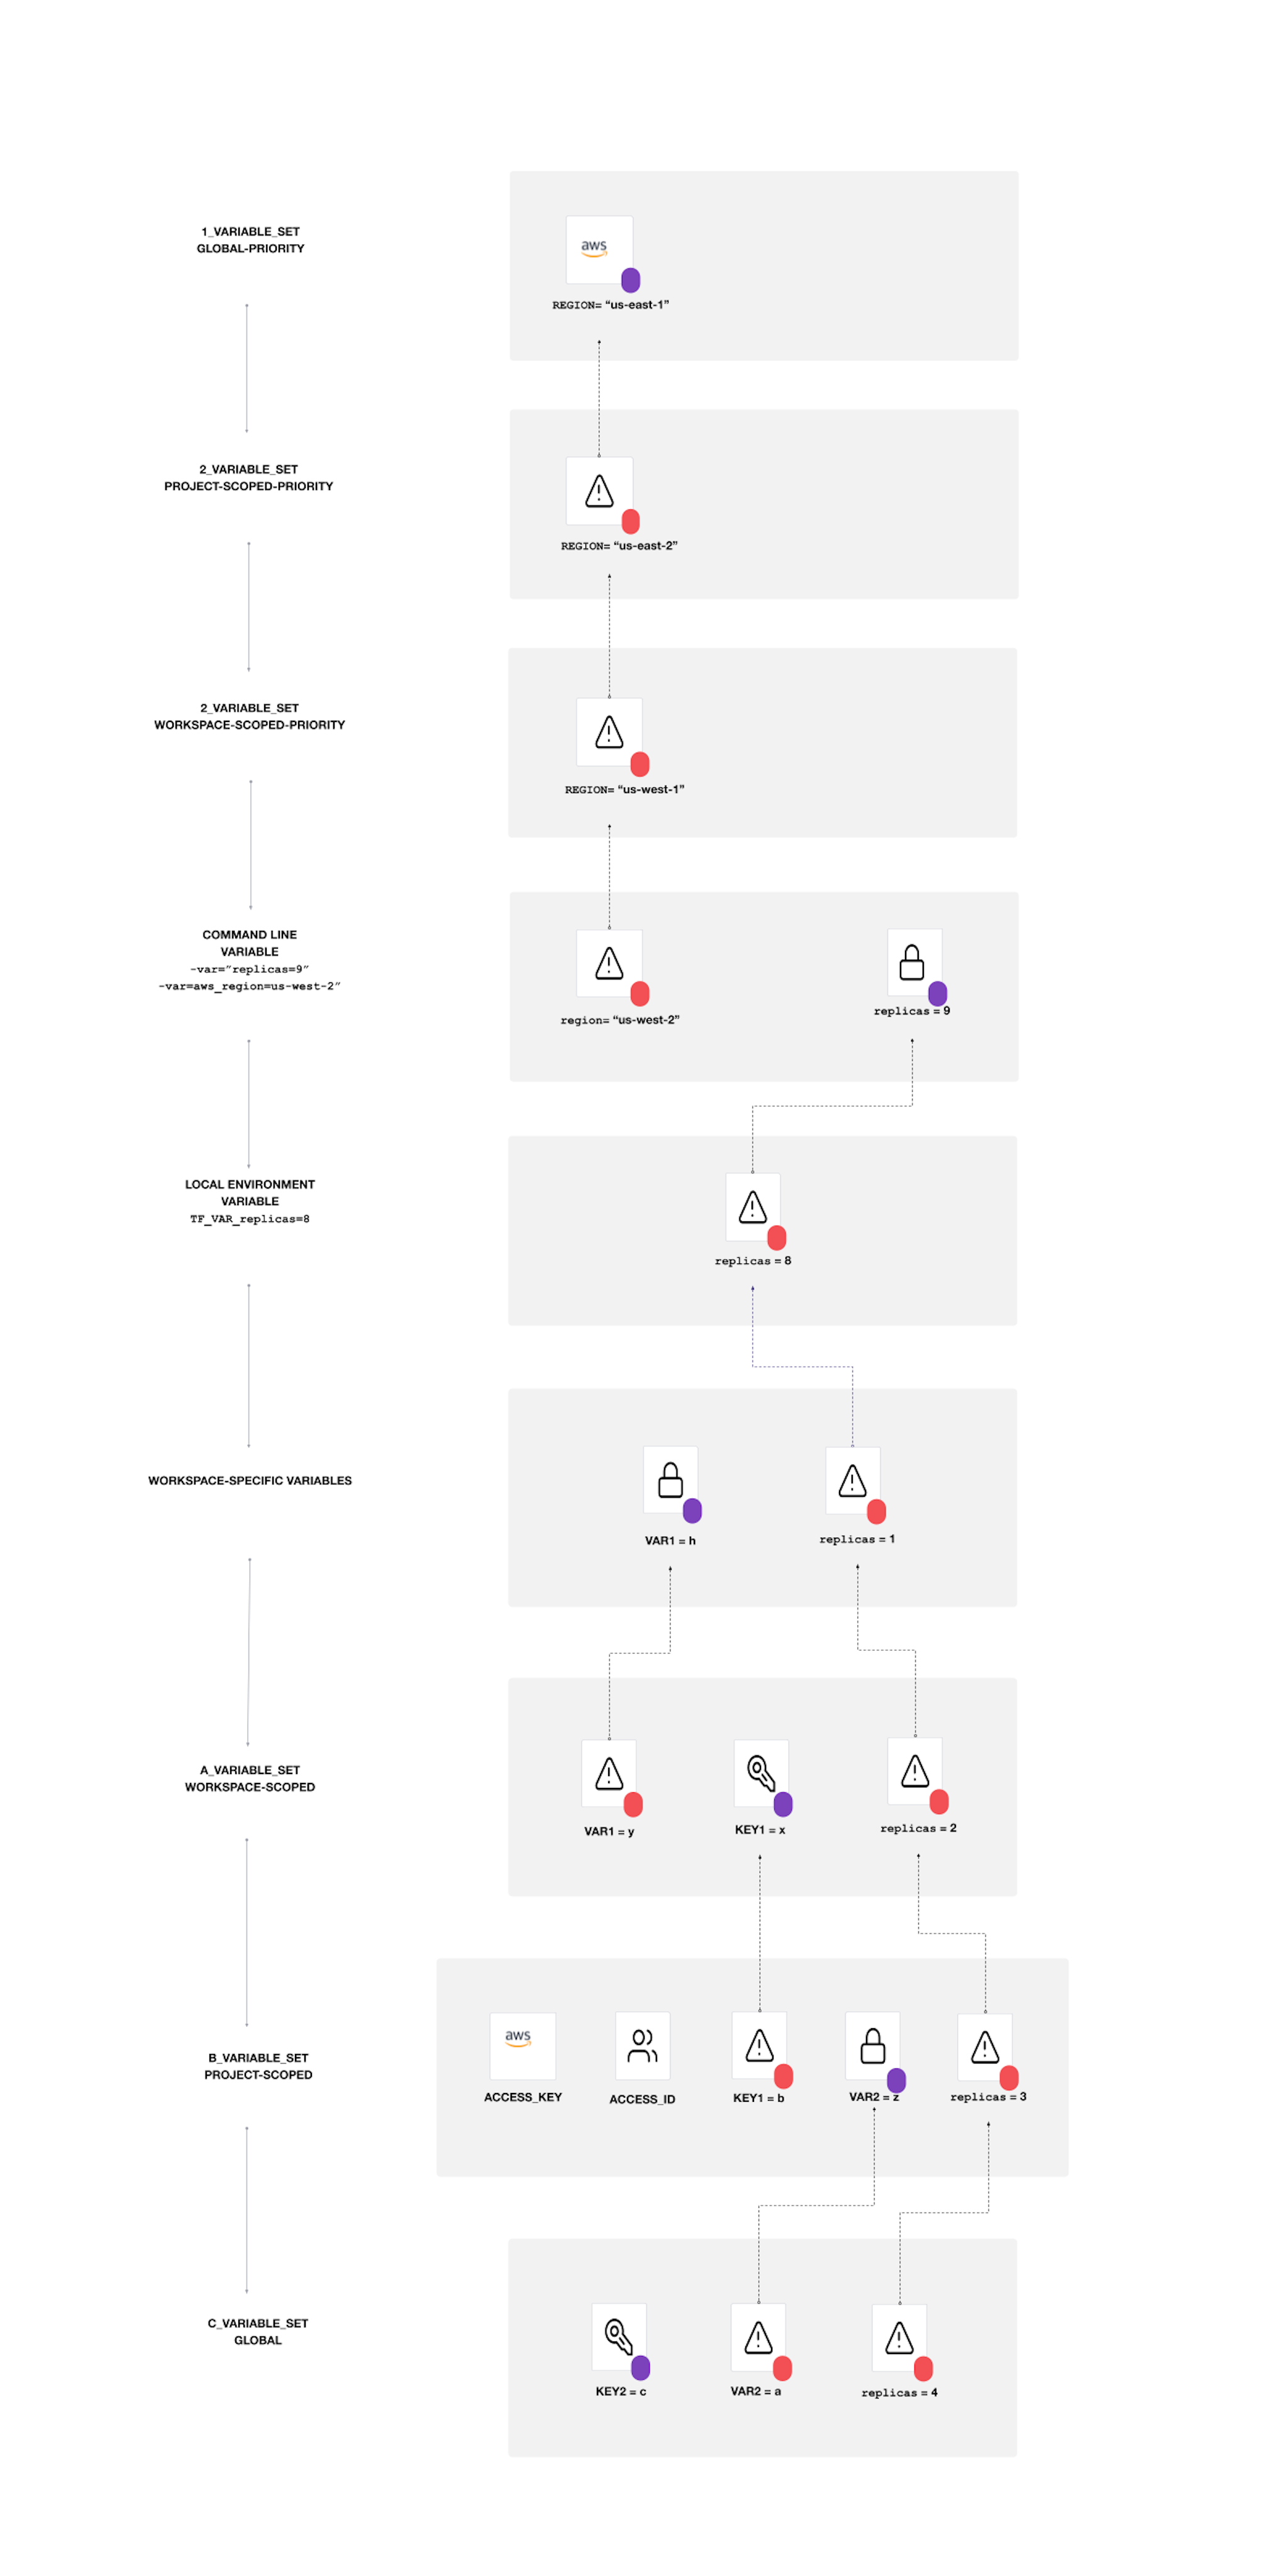 1_VARIABLE_SET
GLOBAL-PRIORITY
aws
REGION= “us-east-1”
2_VARIABLE_SET
PROJECT-SCOPED-PRIORITY
REGION= “us-east-2”
2_VARIABLE_SET
WORKSPACE-SCOPED-PRIORITY
REGION= “us-west-1”
COMMAND LINE
VARIABLE
-var=”replicas=9”
-var=aws_region=us-west-2”
region= “us-west-2”
replicas = 9
LOCAL ENVIRONMENT
VARIABLE
TF_VAR_replicas=8
replicas = 8
WORKSPACE-SPECIFIC VARIABLES
VAR1 = h
replicas = 1
A_VARIABLE_SET
WORKSPACE-SCOPED
VAR1 = y
KEY1 = x
replicas = 2
B_VARIABLE_SET
PROJECT-SCOPED
aws
ACCESS_KEY
ACCESS_ID
KEY1 = b
VAR2 = z
replicas = 3
C_VARIABLE_SET
GLOBAL
KEY2 = c
VAR2 = a
replicas = 4